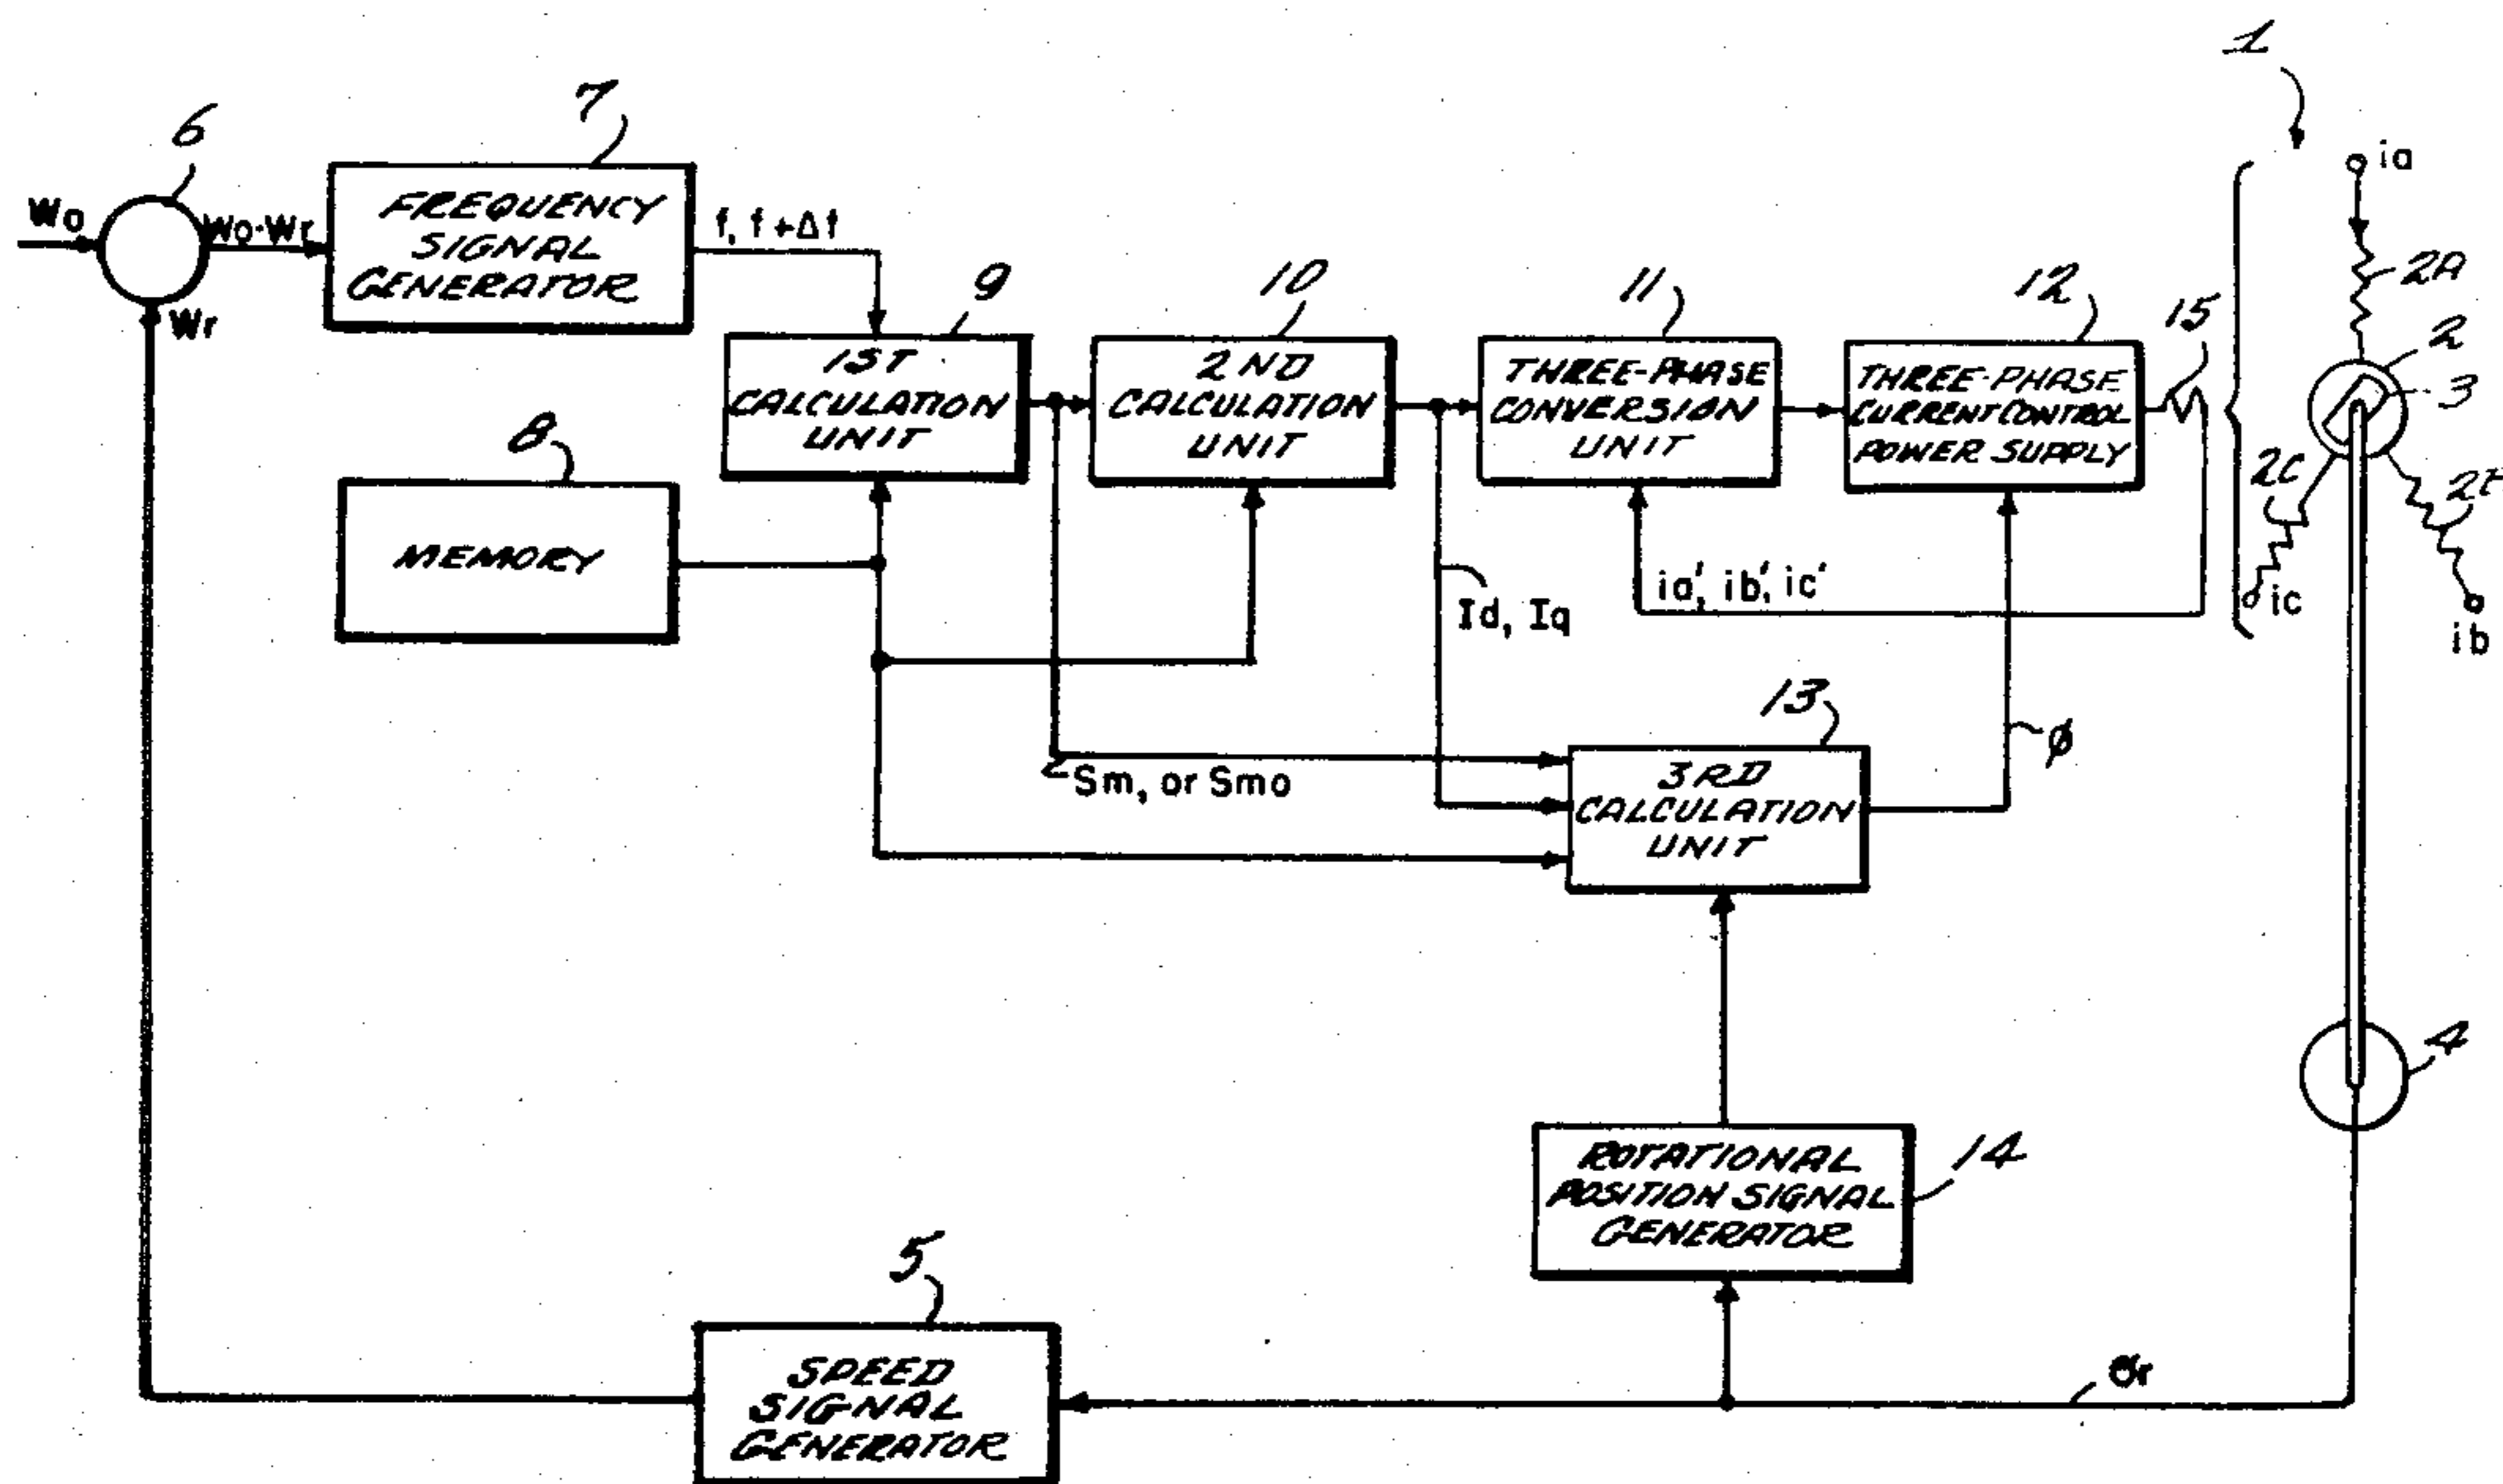 1
6
7
Wo
Wo-Wr
Wr
FREQUENCY
SIGNAL
GENERATOR
f, f+Δf
ia
2A
2
3
2C
ic
ib
9
1ST
CALCULATION
UNIT
10
2ND
CALCULATION
UNIT
11
THREE-PHASE
CONVERSION
UNIT
12
THREE-PHASE
CURRENT CONTROL
POWER SUPPLY
15
8
MEMORY
Id, Iq
ia', ib', ic'
Sm, or Smo
13
3RD
CALCULATION
UNIT
φ
4
14
ROTATIONAL
POSITION SIGNAL
GENERATOR
5
SPEED
SIGNAL
GENERATOR
θr